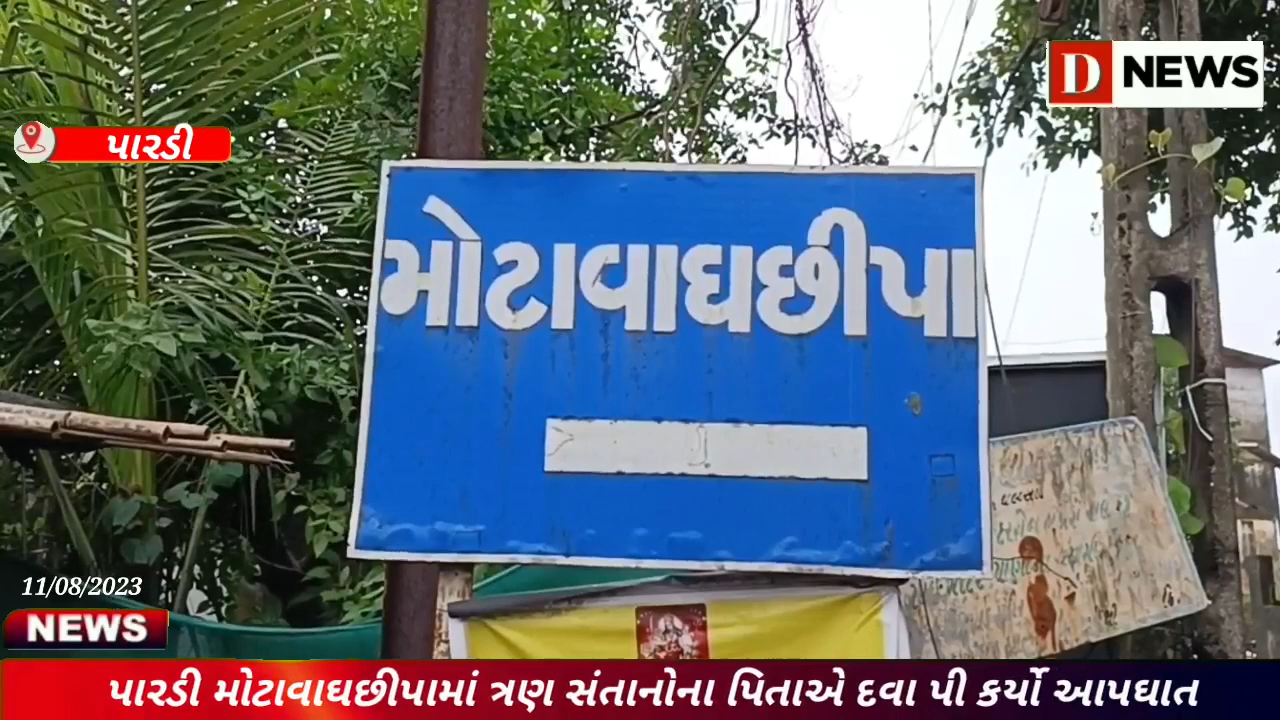 D NEWS
પારડી
મોટાવાઘછીપા
11/08/2023
NEWS
પારડી મોટાવાઘછીપામાં ત્રણ સંતાનોના પિતાએ દવા પી કર્યો આપઘાત